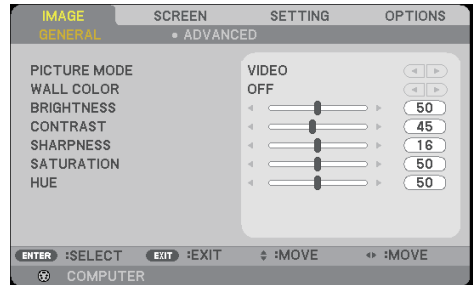 IMAGE SCREEN SETTING OPTIONS
GENERAL • ADVANCED
PICTURE MODE VIDEO
WALL COLOR OFF
BRIGHTNESS 50
CONTRAST 45
SHARPNESS 16
SATURATION 50
HUE 50
ENTER :SELECT EXIT :EXIT :MOVE :MOVE
COMPUTER